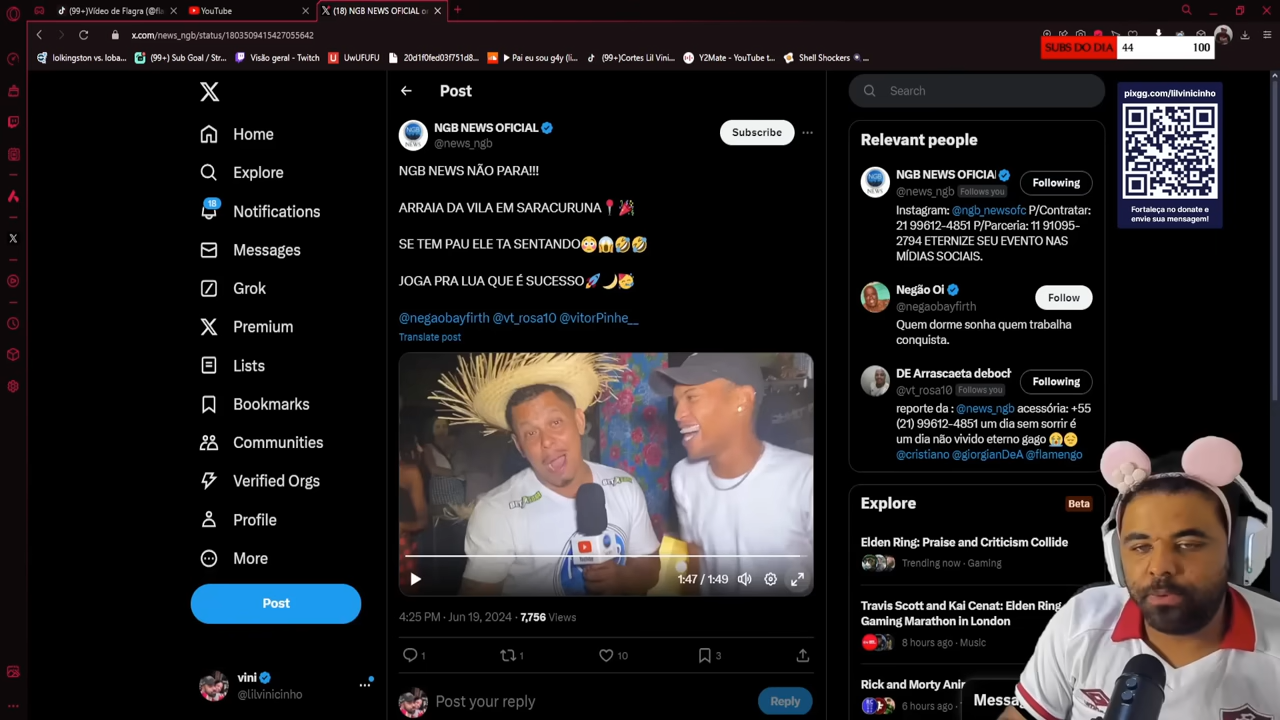 (99+)Vídeo de Flagra (@fla
YouTube
(18) NGB NEWS OFICIAL o
x.com/news_ngb/status/1803509415427055642
lolkingston vs. loba...
(99+) Sub Goal / Str...
Visão geral - Twitch
UwUFUFU
20d1f0fed03f751d8...
Pai eu sou g4y (li...
(99+)Cortes Lil Vini...
Y2Mate - YouTube t...
Shell Shockers
SUBS DO DIA 44 100
pixgg.com/lilvinicinho
Fortaleça no donate e
envie sua mensagem!
Home
Explore
18
Notifications
Messages
Grok
Premium
Lists
Bookmarks
Communities
Verified Orgs
Profile
More
Post
vini
@lilvinicinho
Post
NGB NEWS OFICIAL
@news_ngb
Subscribe
NGB NEWS NÃO PARA!!!
ARRAIA DA VILA EM SARACURUNA📍🎉
SE TEM PAU ELE TA SENTANDO😳😱🤣🤣
JOGA PRA LUA QUE É SUCESSO🚀🌙🥳
@negaobayfirth @vt_rosa10 @vitorPinhe__
Translate post
NEWS
1:47 / 1:49
4:25 PM · Jun 19, 2024 · 7,756 Views
1
1
10
3
Post your reply
Reply
Search
Relevant people
NGB NEWS OFICIAL
@news_ngb Follows you
Following
Instagram: @ngb_newsofc P/Contratar:
21 99612-4851 P/Parceria: 11 91095-
2794 ETERNIZE SEU EVENTO NAS
MÍDIAS SOCIAIS.
Negão Oi
@negaobayfirth
Follow
Quem dorme sonha quem trabalha
conquista.
DE Arrascaeta deboch
@vt_rosa10 Follows you
Following
reporte da : @news_ngb acessória: +55
(21) 99612-4851 um dia sem sorrir é
um dia não vivido eterno gago 😭😔
@cristiano @giorgianDeA @flamengo
Explore
Beta
Elden Ring: Praise and Criticism Collide
Trending now · Gaming
Travis Scott and Kai Cenat: Elden Ring
Gaming Marathon in London
8 hours ago · Music
Rick and Morty Ani
6 hours ago
Messa